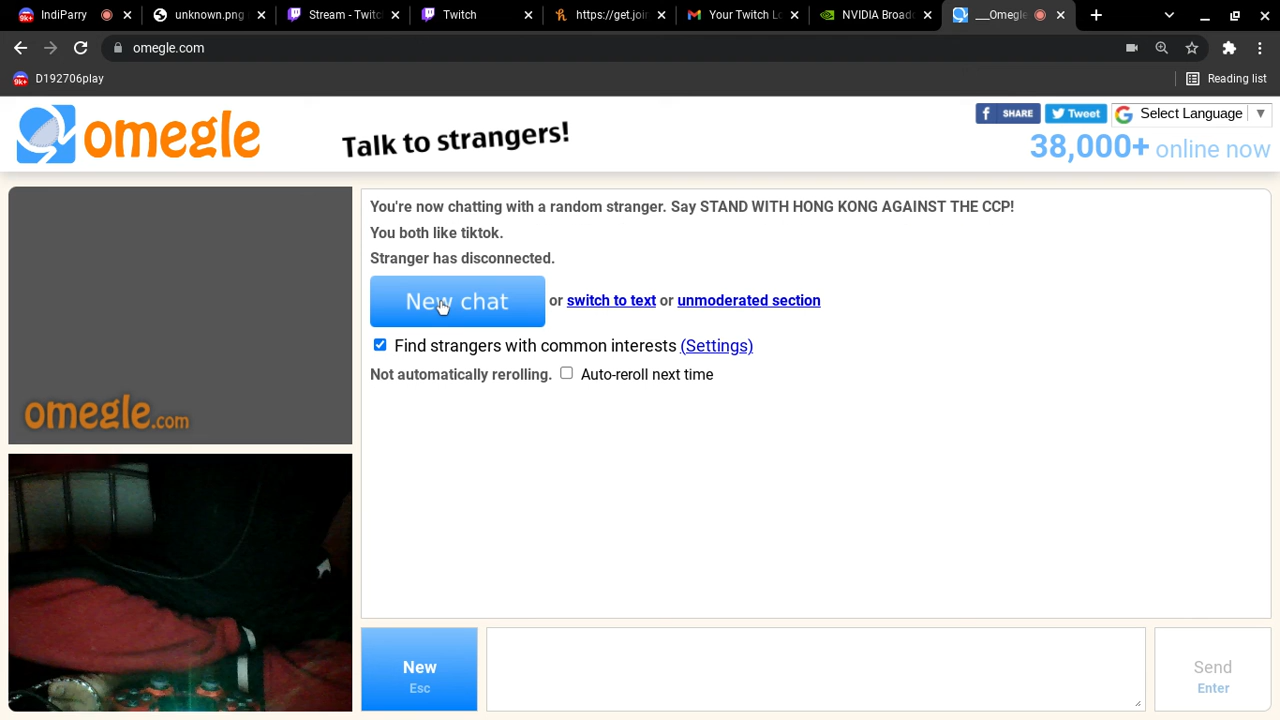 IndiParry
unknown.png
Stream - Twitc
Twitch
https://get.join
Your Twitch Lo
NVIDIA Broadc
___Omegle
omegle.com
9k+ D192706play
Reading list
omegle
Talk to strangers!
SHARE
Tweet
Select Language
38,000+ online now
You're now chatting with a random stranger. Say STAND WITH HONG KONG AGAINST THE CCP!
You both like tiktok.
Stranger has disconnected.
New chat or switch to text or unmoderated section
Find strangers with common interests (Settings)
Not automatically rerolling. Auto-reroll next time
omegle.com
New
Esc
Send
Enter